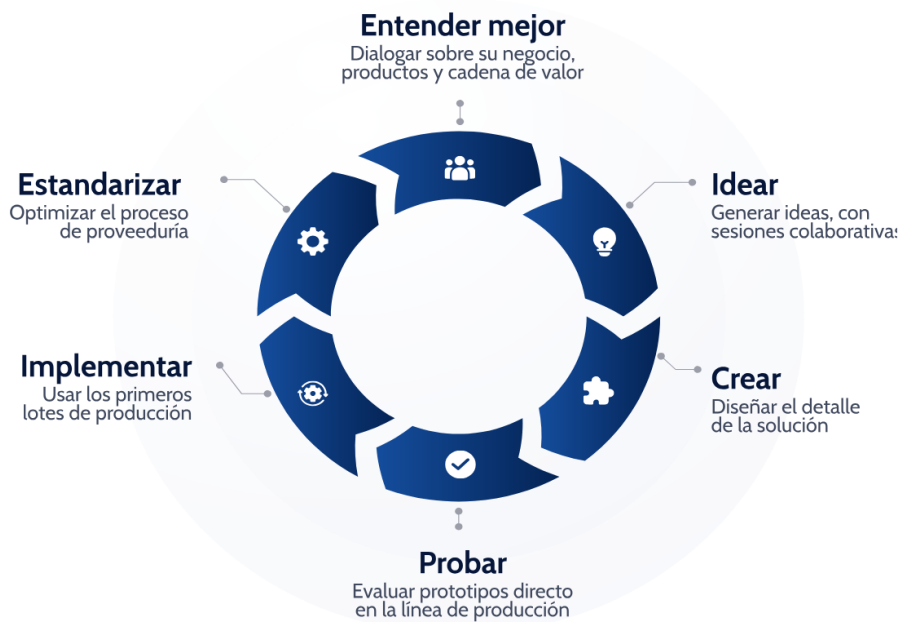 Entender mejor
Dialogar sobre su negocio,
productos y cadena de valor
Idear
Generar ideas, con
sesiones colaborativas
Crear
Diseñar el detalle
de la solución
Probar
Evaluar prototipos directo
en la línea de producción
Implementar
Usar los primeros
lotes de producción
Estandarizar
Optimizar el proceso
de proveeduría